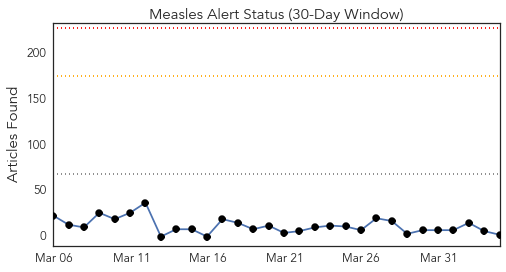 Measles Alert Status (30-Day Window)
Articles Found
200
150
100
50
0
Mar 06 Mar 11 Mar 16 Mar 21 Mar 26 Mar 31